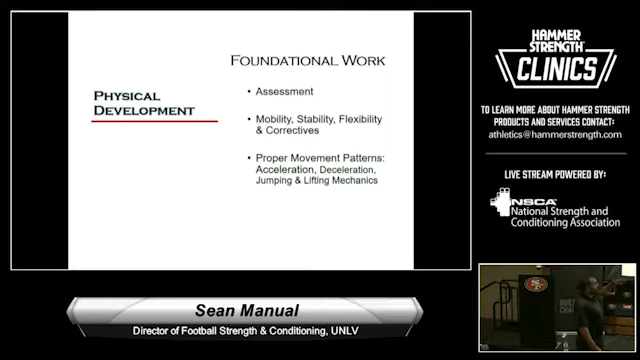 FOUNDATIONAL WORK
PHYSICAL
DEVELOPMENT
• Assessment
• Mobility, Stability, Flexibility
& Correctives
• Proper Movement Patterns:
Acceleration, Deceleration,
Jumping & Lifting Mechanics
HAMMER
STRENGTH
CLINICS
TO LEARN MORE ABOUT HAMMER STRENGTH
PRODUCTS AND SERVICES CONTACT:
athletics@hammerstrength.com
LIVE STREAM POWERED BY:
NSCA
National Strength and
Conditioning Association
Sean Manual
Director of Football Strength & Conditioning, UNLV